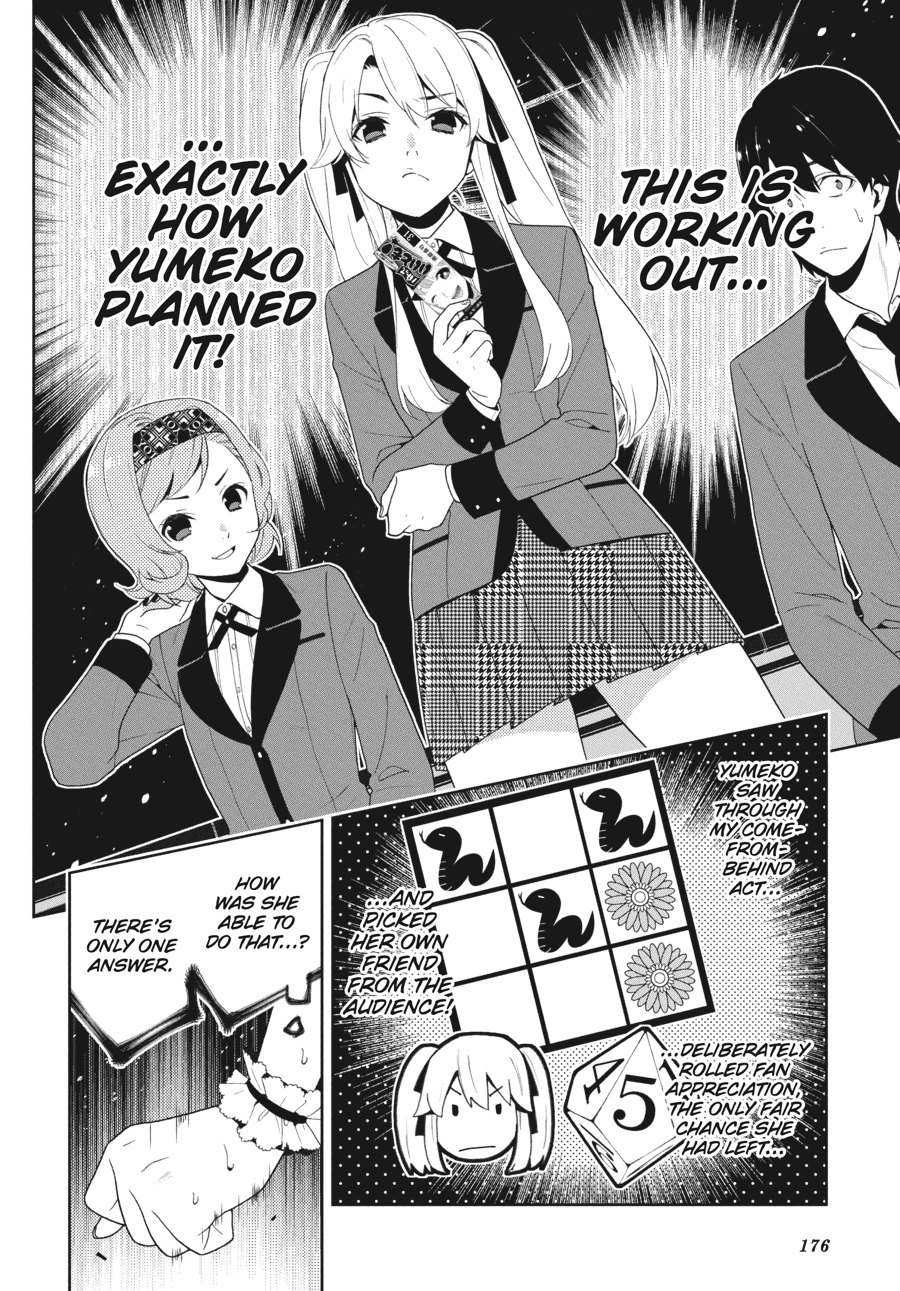 THIS IS
WORKING
OUT...
...
EXACTLY
HOW
YUMEKO
PLANNED
IT!
YUMEKO
SAW
THROUGH
MY COME-
FROM-
BEHIND
ACT...
...DELIBERATELY
ROLLED FAN
APPRECIATION,
THE ONLY FAIR
CHANCE SHE
HAD LEFT...
5
...AND
PICKED
HER OWN
FRIEND
FROM THE
AUDIENCE!
HOW
WAS SHE
ABLE TO
DO THAT...?
THERE'S
ONLY ONE
ANSWER.
176